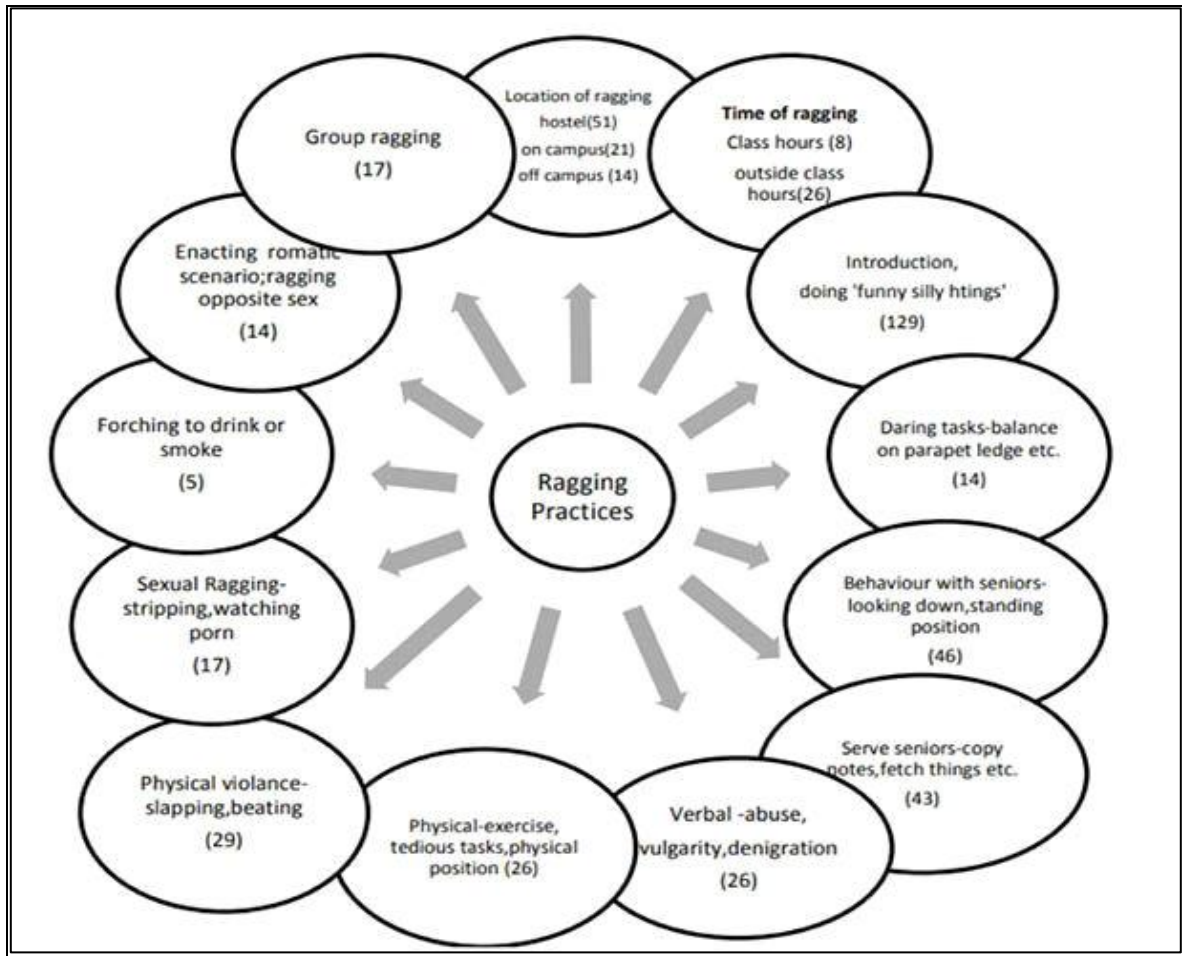 Location of ragging
hostel(51)
on campus(21)
off campus (14)
Time of ragging
Class hours (8)
outside class
hours(26)
Introduction,
doing 'funny silly htings'
(129)
Daring tasks-balance
on parapet ledge etc.
(14)
Behaviour with seniors-
looking down,standing
position
(46)
Serve seniors-copy
notes,fetch things etc.
(43)
Verbal -abuse,
vulgarity,denigration
(26)
Physical-exercise,
tedious tasks,physical
position (26)
Physical violance-
slapping,beating
(29)
Sexual Ragging-
stripping,watching
porn
(17)
Forching to drink or
smoke
(5)
Enacting romatic
scenario;ragging
opposite sex
(14)
Group ragging
(17)
Ragging
Practices